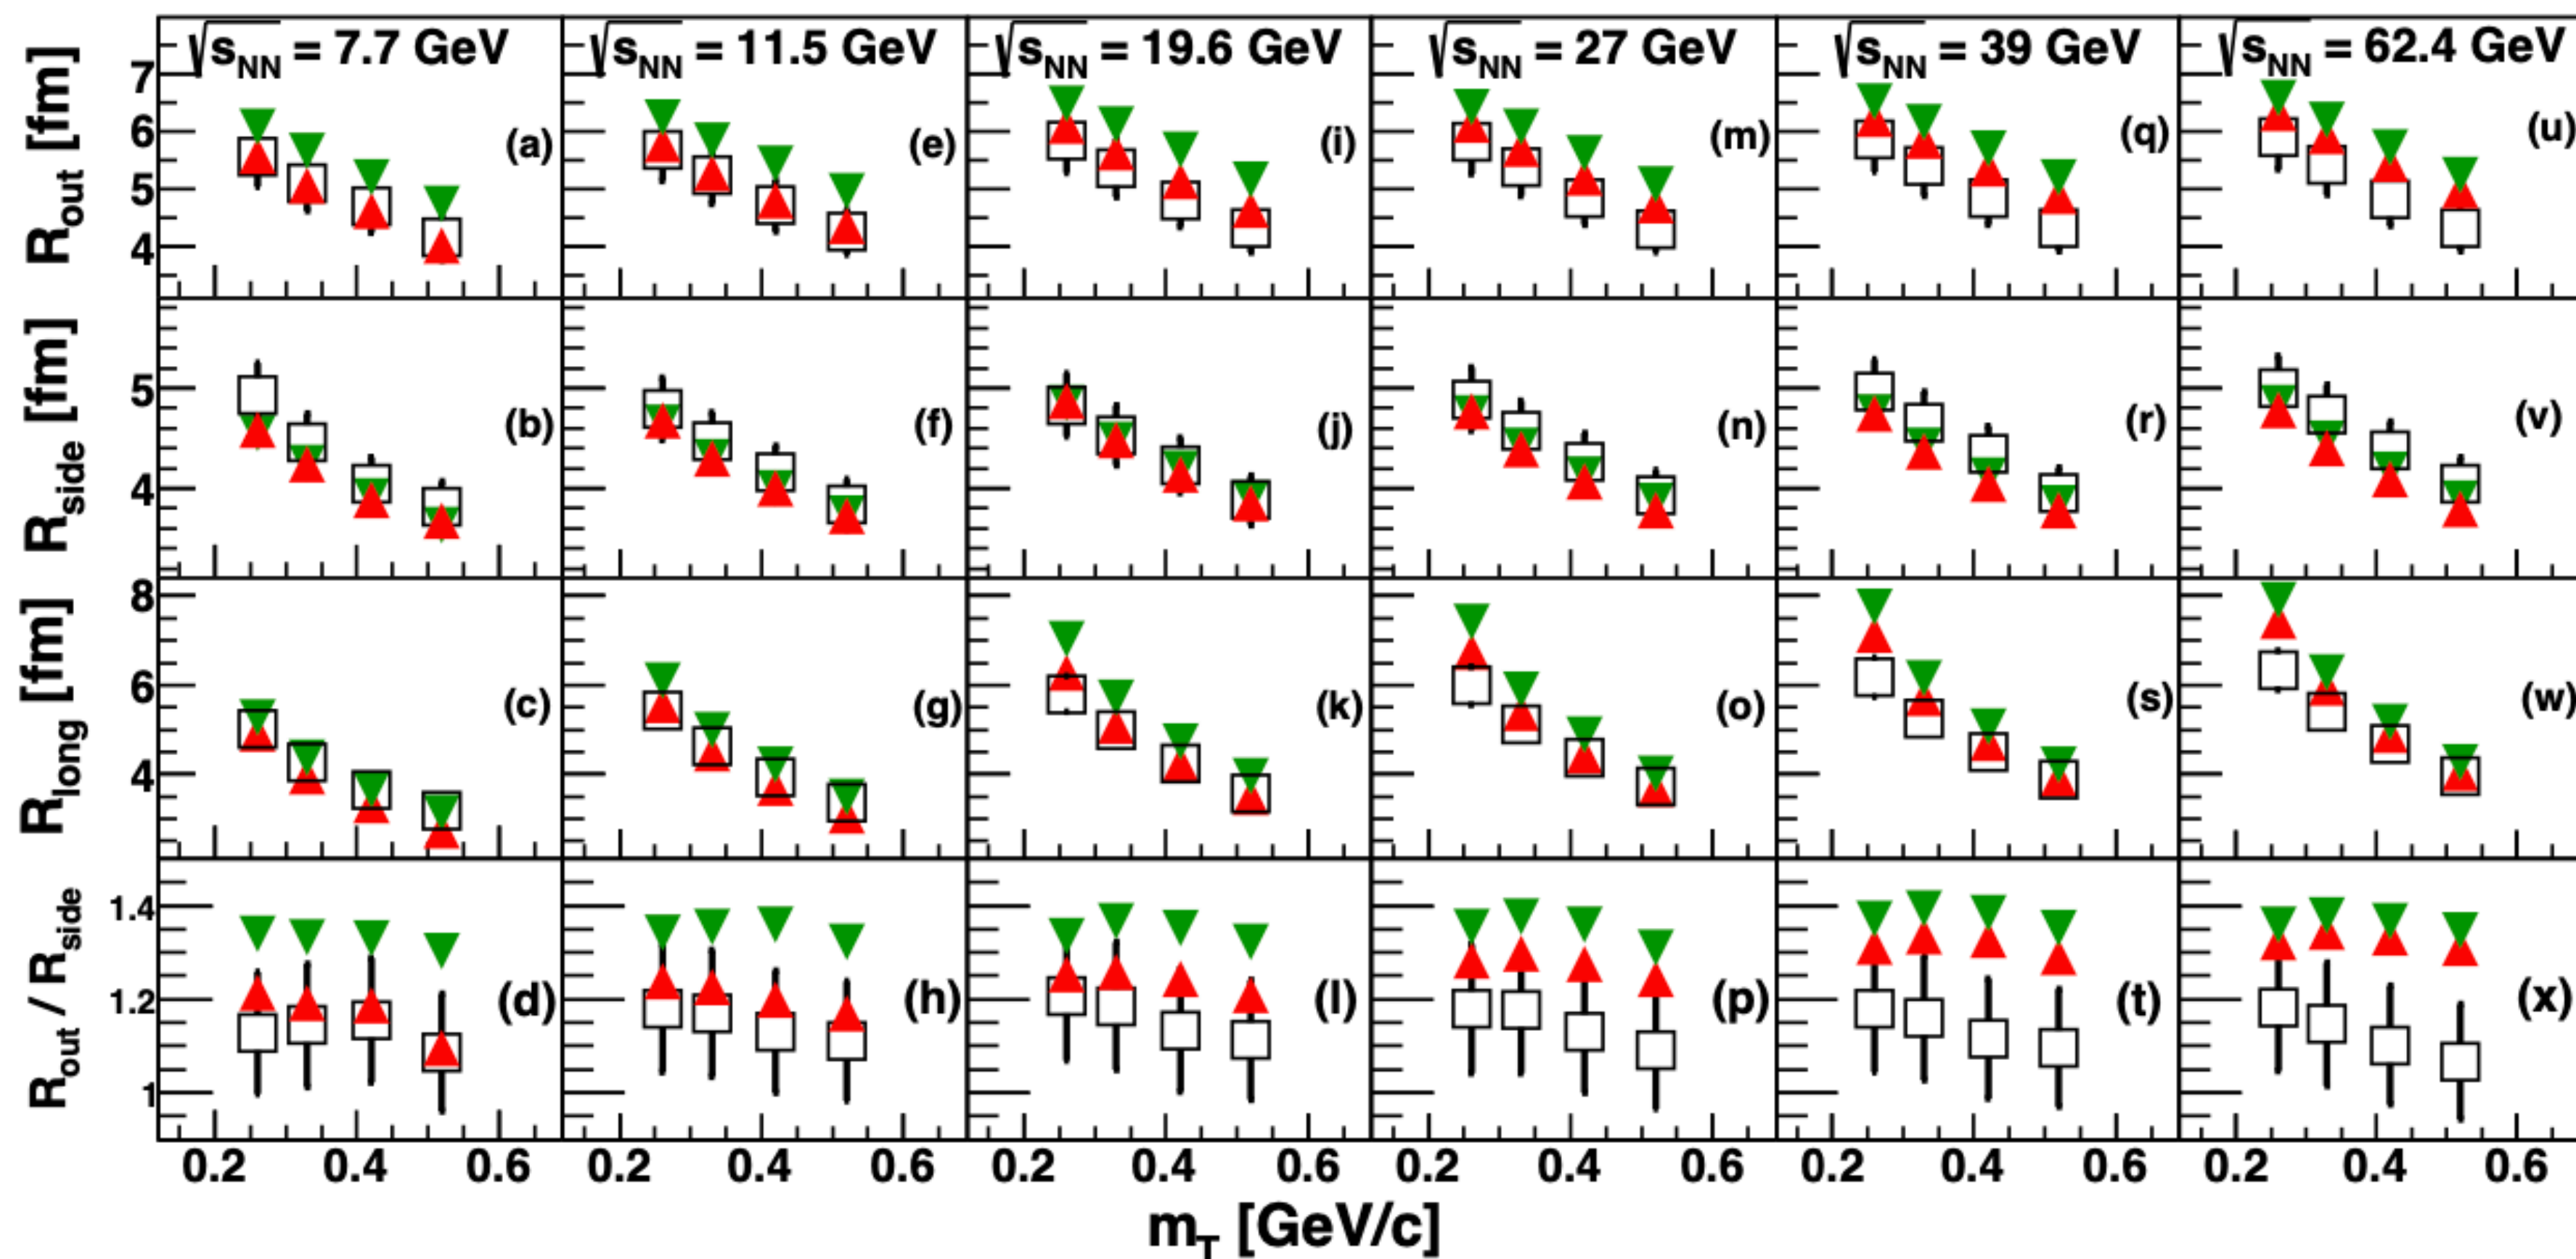 √sNN = 7.7 GeV √sNN = 11.5 GeV √sNN = 19.6 GeV √sNN = 27 GeV √sNN = 39 GeV √sNN = 62.4 GeV
Rout [fm]
7
6
5
4
(a) (e) (i) (m) (q) (u)
Rside [fm]
5
4
(b) (f) (j) (n) (r) (v)
Rlong [fm]
8
6
4
(c) (g) (k) (o) (s) (w)
Rout / Rside
1.4
1.2
1
(d) (h) (l) (p) (t) (x)
0.2 0.4 0.6 0.2 0.4 0.6 0.2 0.4 0.6 0.2 0.4 0.6 0.2 0.4 0.6 0.2 0.4 0.6
mT [GeV/c]